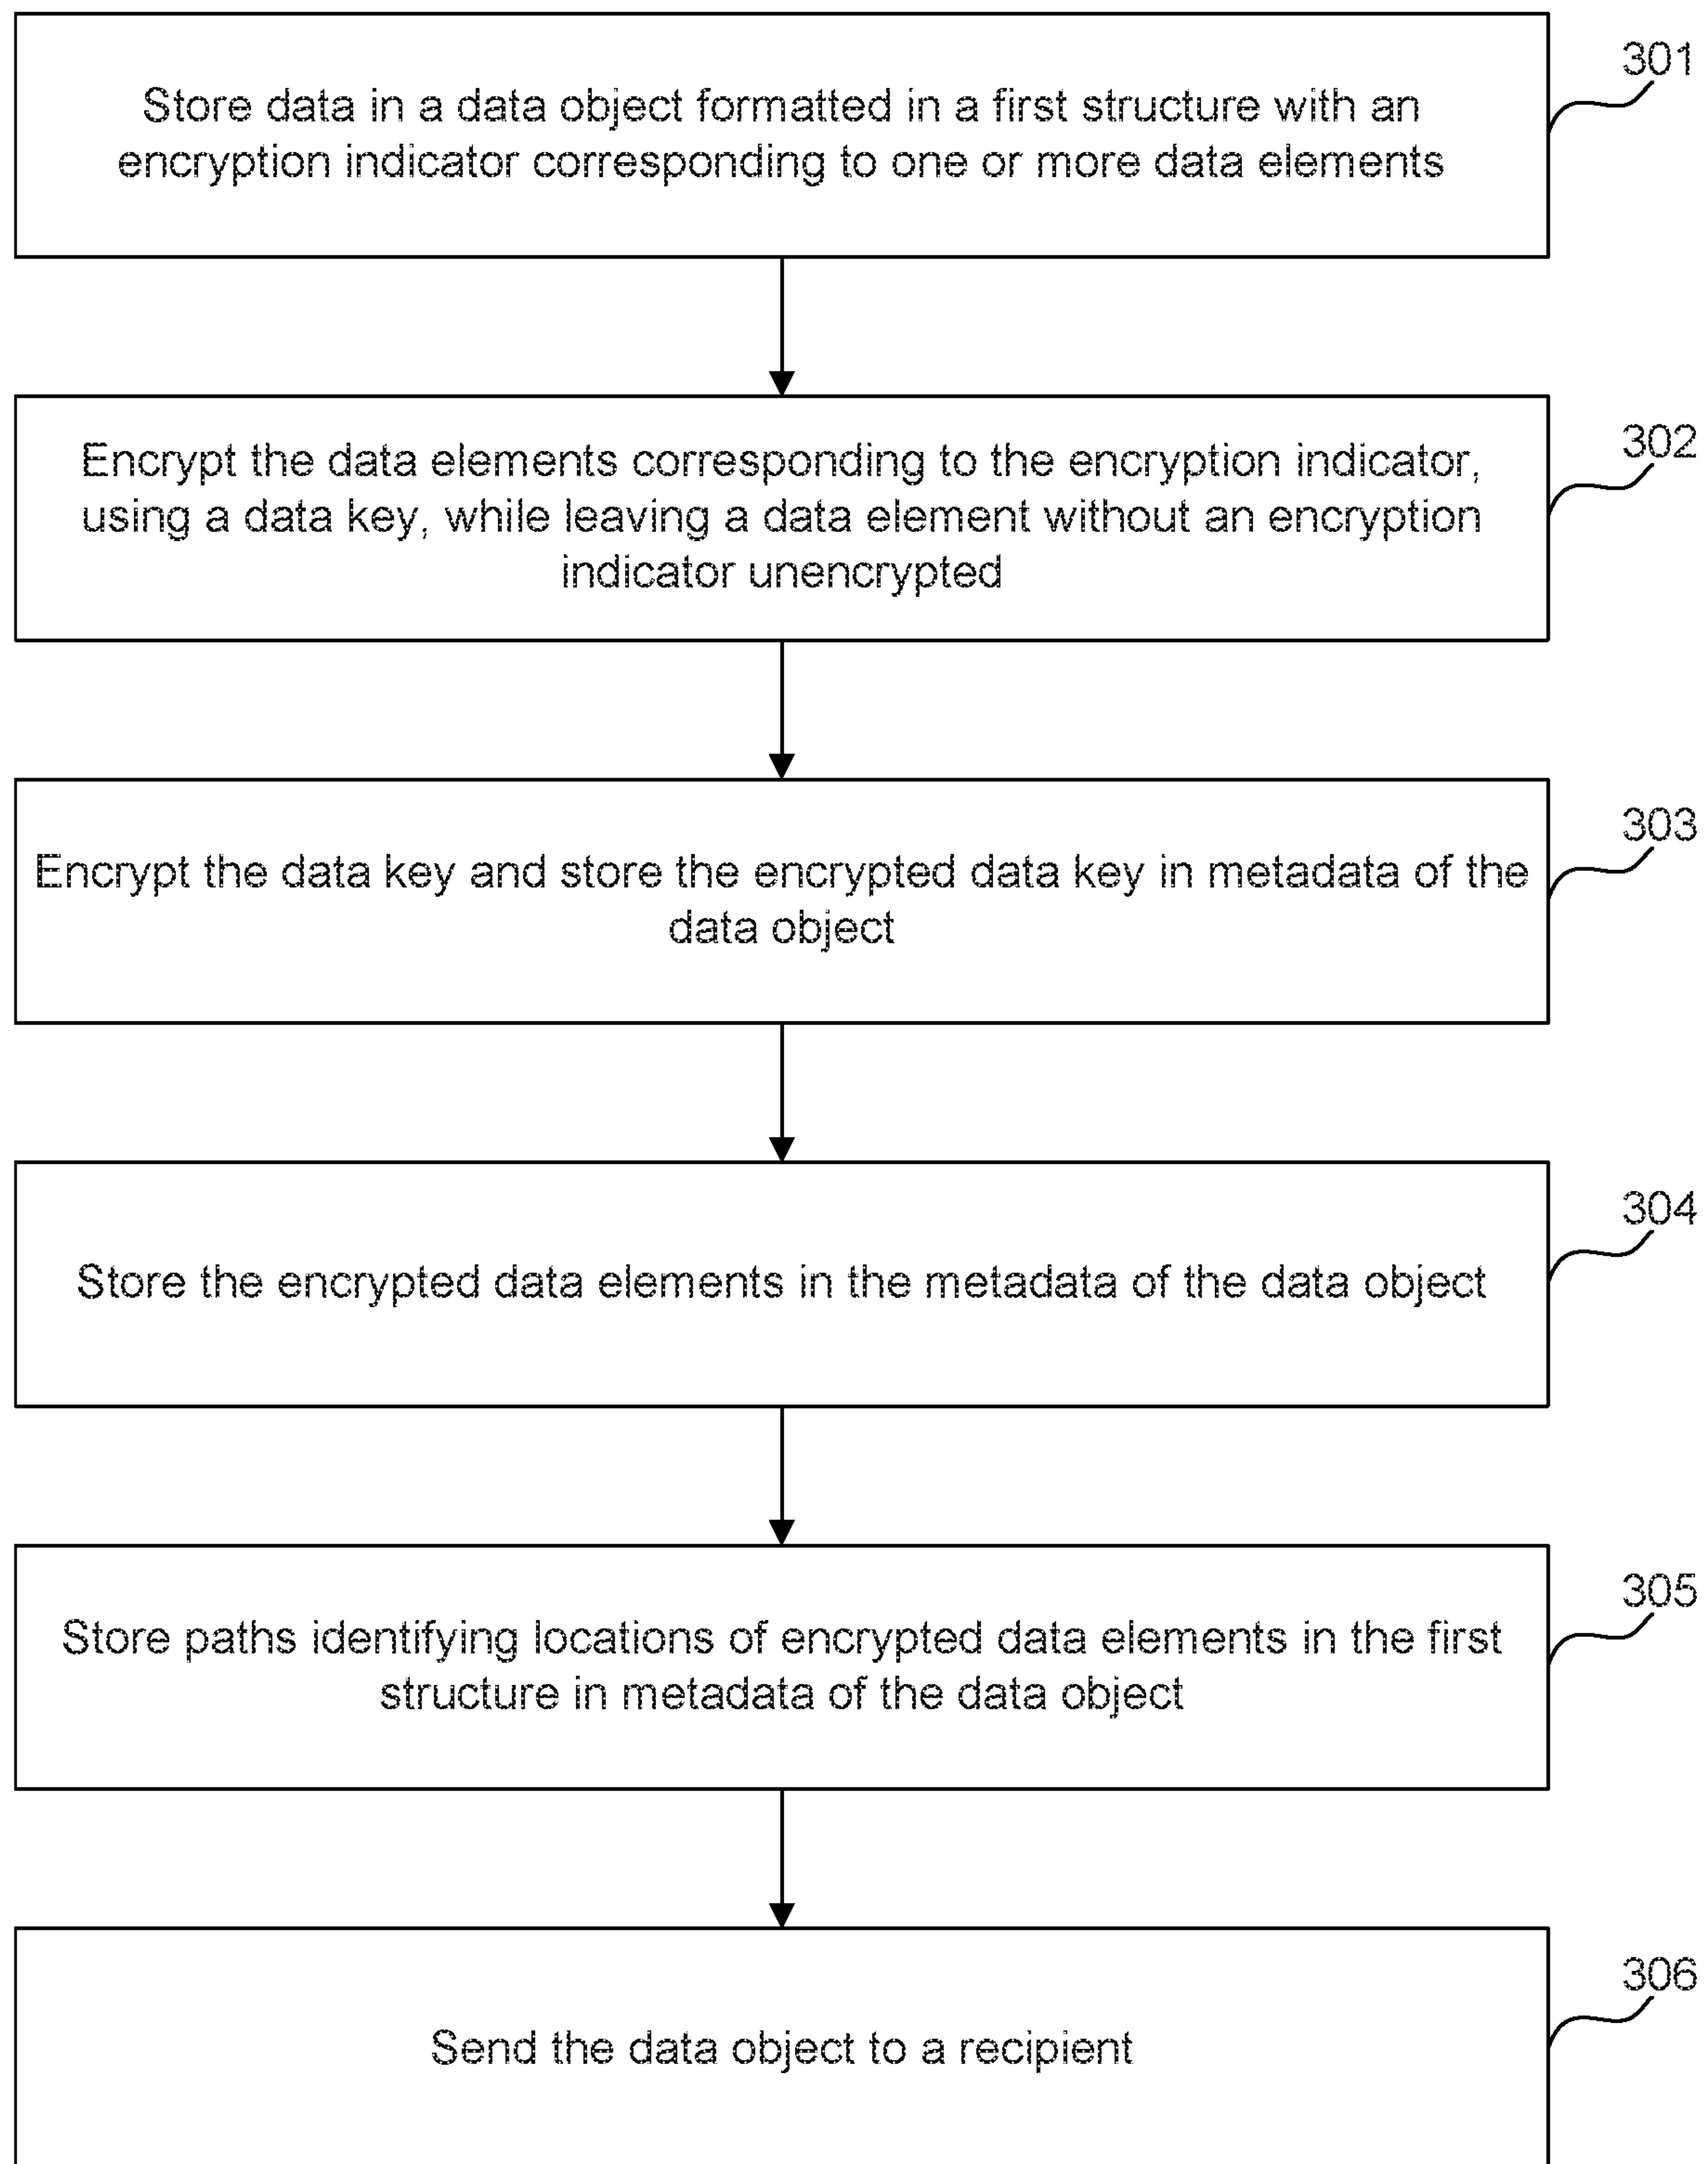 301
Store data in a data object formatted in a first structure with an
encryption indicator corresponding to one or more data elements
302
Encrypt the data elements corresponding to the encryption indicator,
using a data key, while leaving a data element without an encryption
indicator unencrypted
303
Encrypt the data key and store the encrypted data key in metadata of the
data object
304
Store the encrypted data elements in the metadata of the data object
305
Store paths identifying locations of encrypted data elements in the first
structure in metadata of the data object
306
Send the data object to a recipient